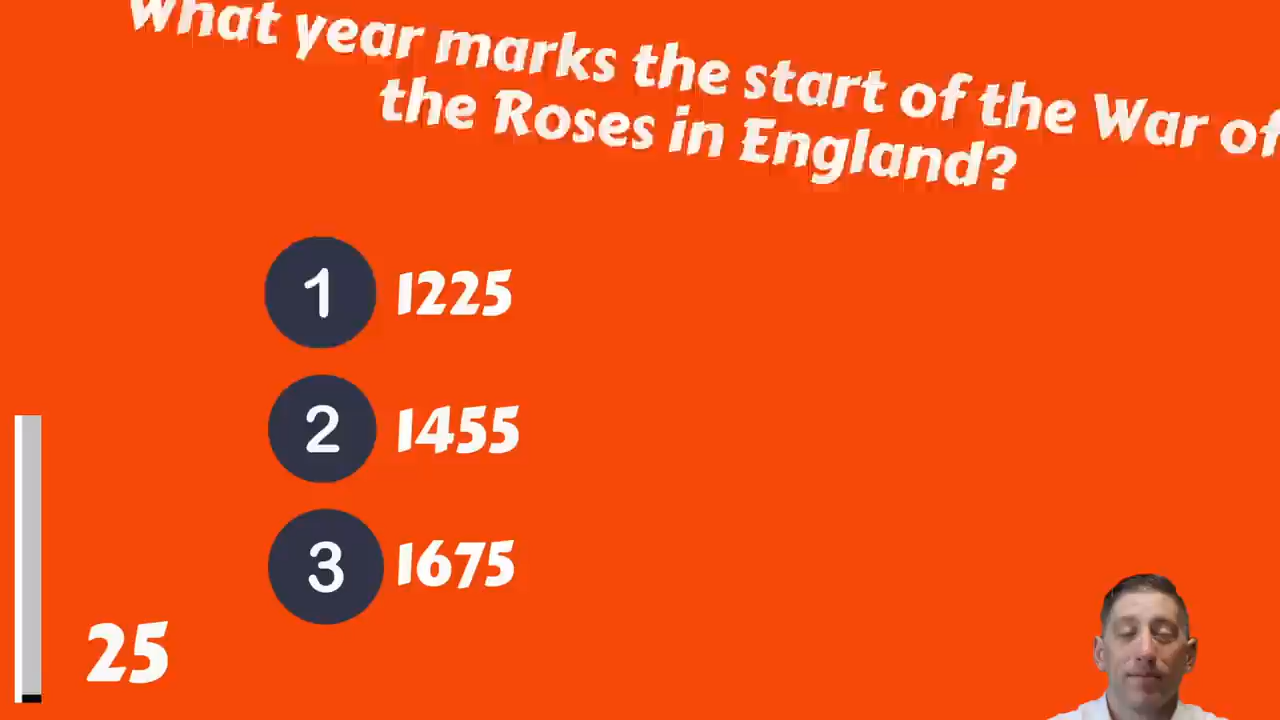 What year marks the start of the War of
the Roses in England?
1 1225
2 1455
3 1675
25